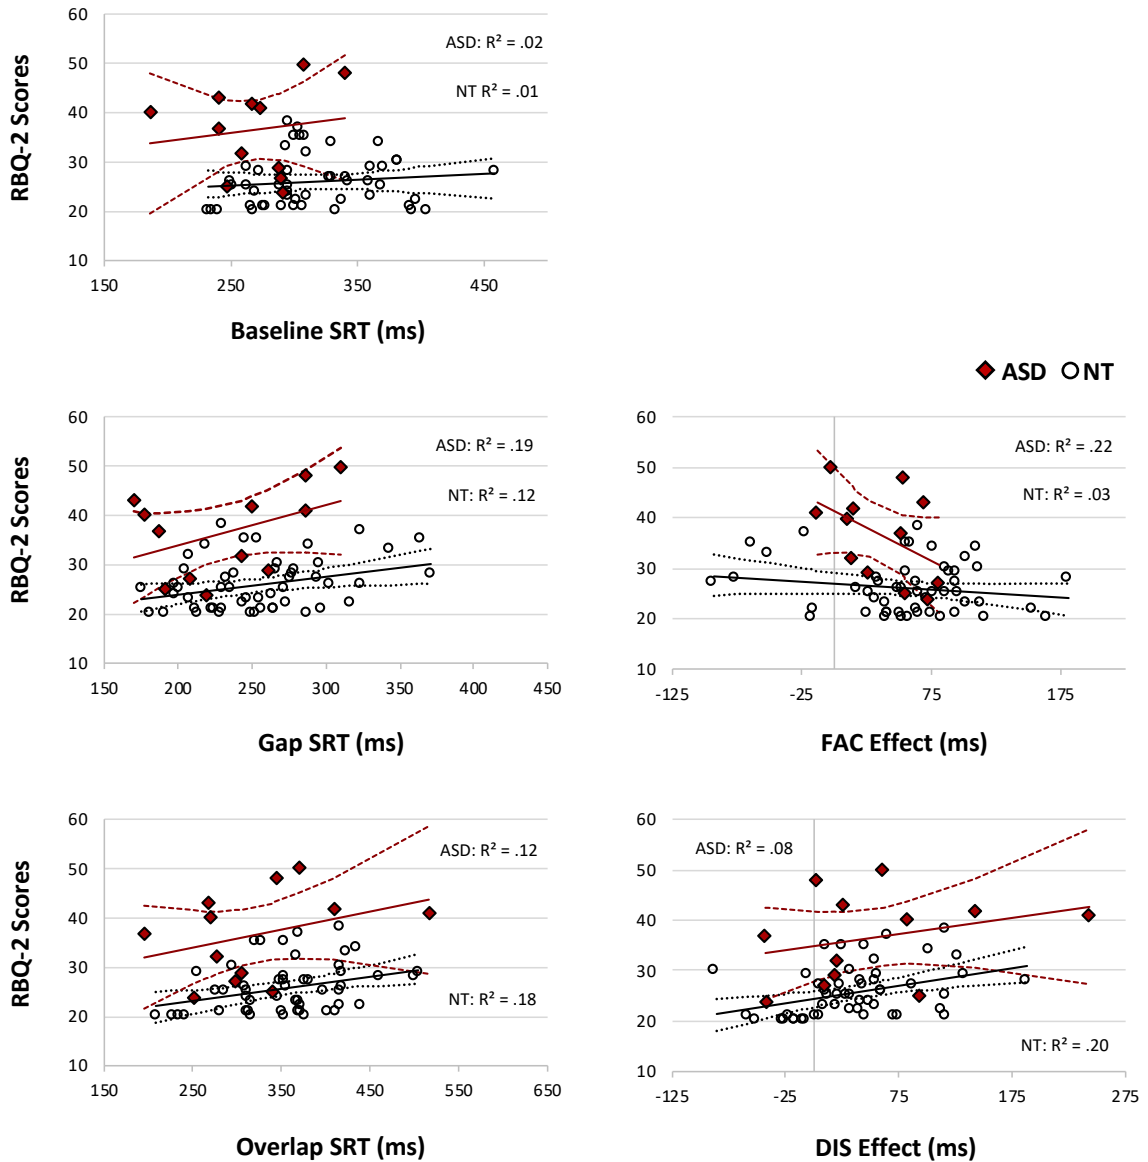 60
50
40
30
20
10
RBQ-2 Scores
ASD: R² = .02
NT R² = .01
150 250 350 450
Baseline SRT (ms)
ASD NT
60
50
40
30
20
10
RBQ-2 Scores
ASD: R² = .19
NT: R² = .12
150 200 250 300 350 400 450
Gap SRT (ms)
60
50
40
30
20
10
ASD: R² = .22
NT: R² = .03
-125 -25 75 175
FAC Effect (ms)
60
50
40
30
20
10
RBQ-2 Scores
ASD: R² = .12
NT: R² = .18
150 250 350 450 550 650
Overlap SRT (ms)
60
50
40
30
20
10
ASD: R² = .08
NT: R² = .20
-125 -25 75 175 275
DIS Effect (ms)